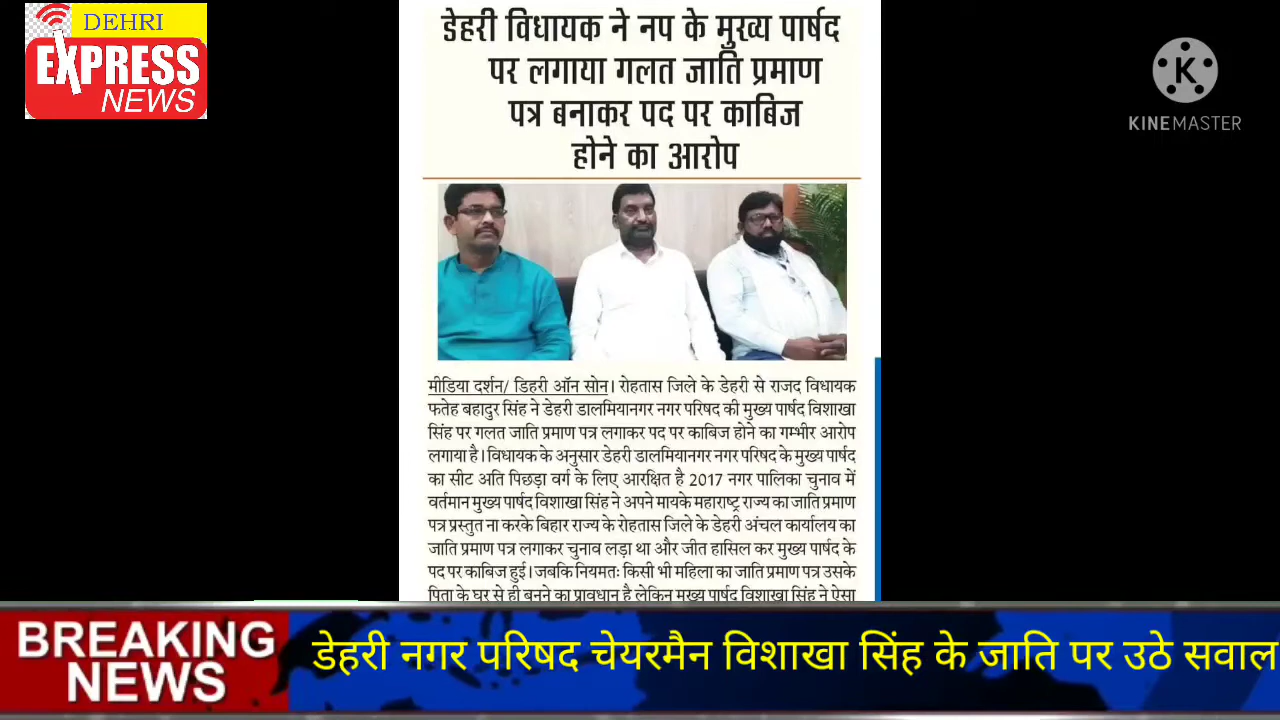 DEHRI
EXPRESS
NEWS
डेहरी विधायक ने नप के मुख्य पार्षद
पर लगाया गलत जाति प्रमाण
पत्र बनाकर पद पर काबिज
होने का आरोप
K
KINEMASTER
मीडिया दर्शन/ डिहरी ऑन सोन। रोहतास जिले के डेहरी से राजद विधायक
फतेह बहादुर सिंह ने डेहरी डालमियानगर नगर परिषद की मुख्य पार्षद विशाखा
सिंह पर गलत जाति प्रमाण पत्र लगाकर पद पर काबिज होने का गम्भीर आरोप
लगाया है। विधायक के अनुसार डेहरी डालमियानगर नगर परिषद के मुख्य पार्षद
का सीट अति पिछड़ा वर्ग के लिए आरक्षित है 2017 नगर पालिका चुनाव में
वर्तमान मुख्य पार्षद विशाखा सिंह ने अपने मायके महाराष्ट्र राज्य का जाति प्रमाण
पत्र प्रस्तुत ना करके बिहार राज्य के रोहतास जिले के डेहरी अंचल कार्यालय का
जाति प्रमाण पत्र लगाकर चुनाव लड़ा था और जीत हासिल कर मुख्य पार्षद के
पद पर काबिज हुई। जबकि नियमतः किसी भी महिला का जाति प्रमाण पत्र उसके
पिता के घर से ही बनने का प्रावधान है लेकिन मुख्य पार्षद विशाखा सिंह ने ऐसा
BREAKING
NEWS
डेहरी नगर परिषद चेयरमैन विशाखा सिंह के जाति पर उठे सवाल